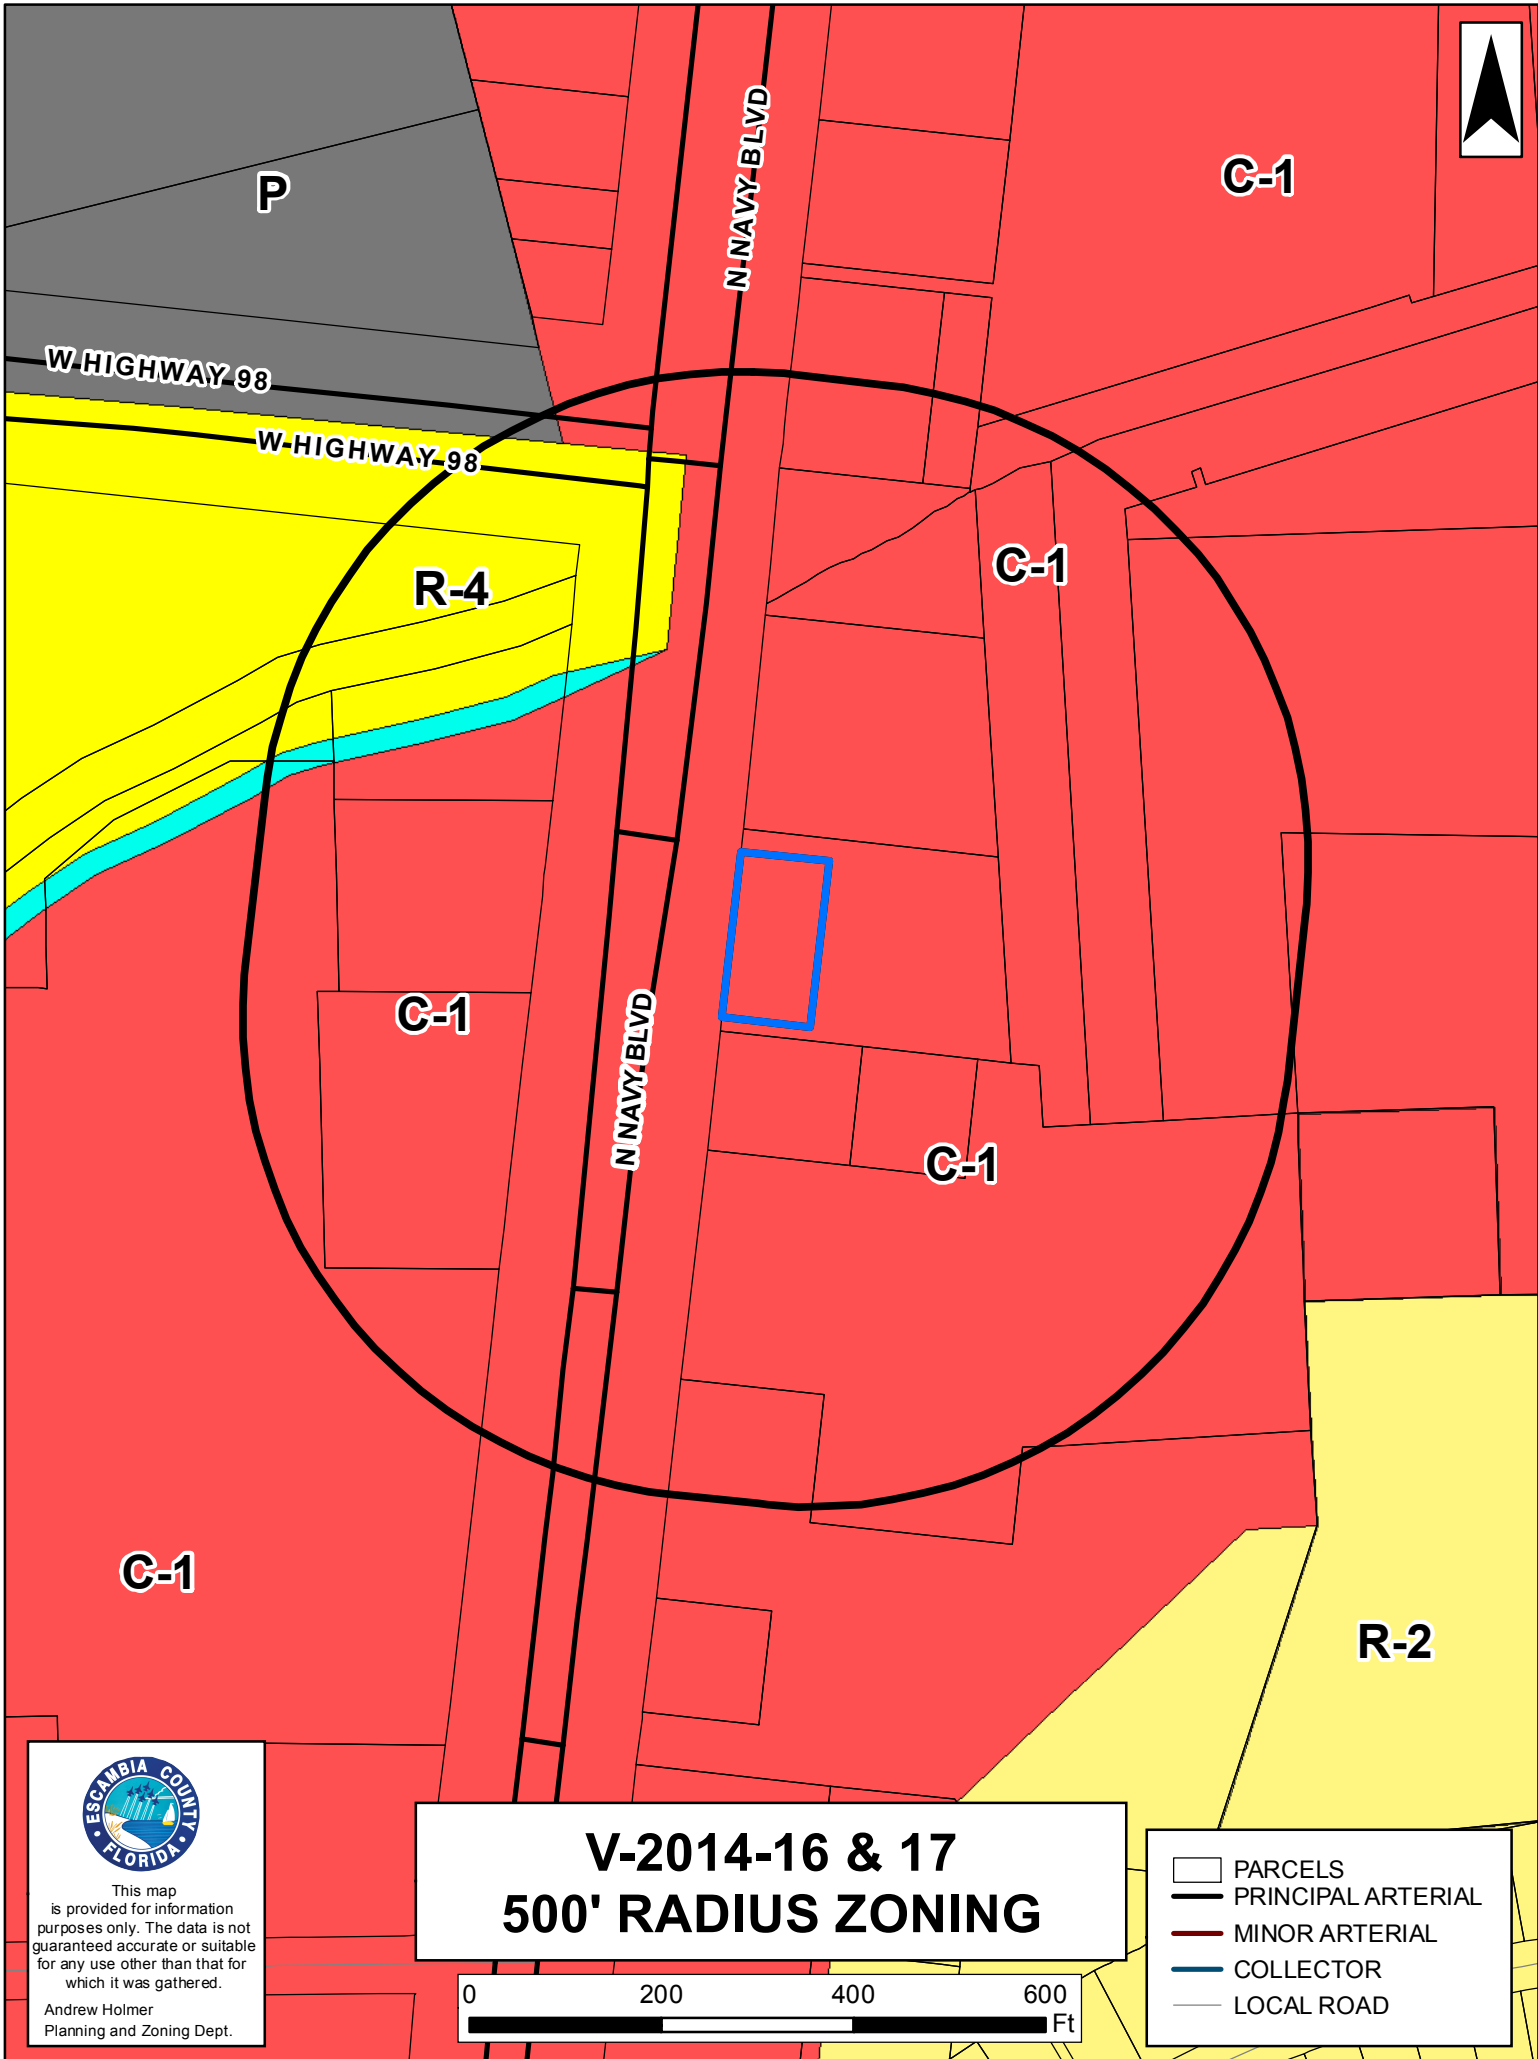 P
C-1
N NAVY BLVD
W HIGHWAY 98
W HIGHWAY 98
R-4
C-1
C-1
N NAVY BLVD
C-1
C-1
R-2
ESCAMBIA COUNTY
FLORIDA
This map
is provided for information
purposes only. The data is not
guaranteed accurate or suitable
for any use other than that for
which it was gathered.
Andrew Holmer
Planning and Zoning Dept.
V-2014-16 & 17
500' RADIUS ZONING
0 200 400 600
Ft
PARCELS
PRINCIPAL ARTERIAL
MINOR ARTERIAL
COLLECTOR
LOCAL ROAD